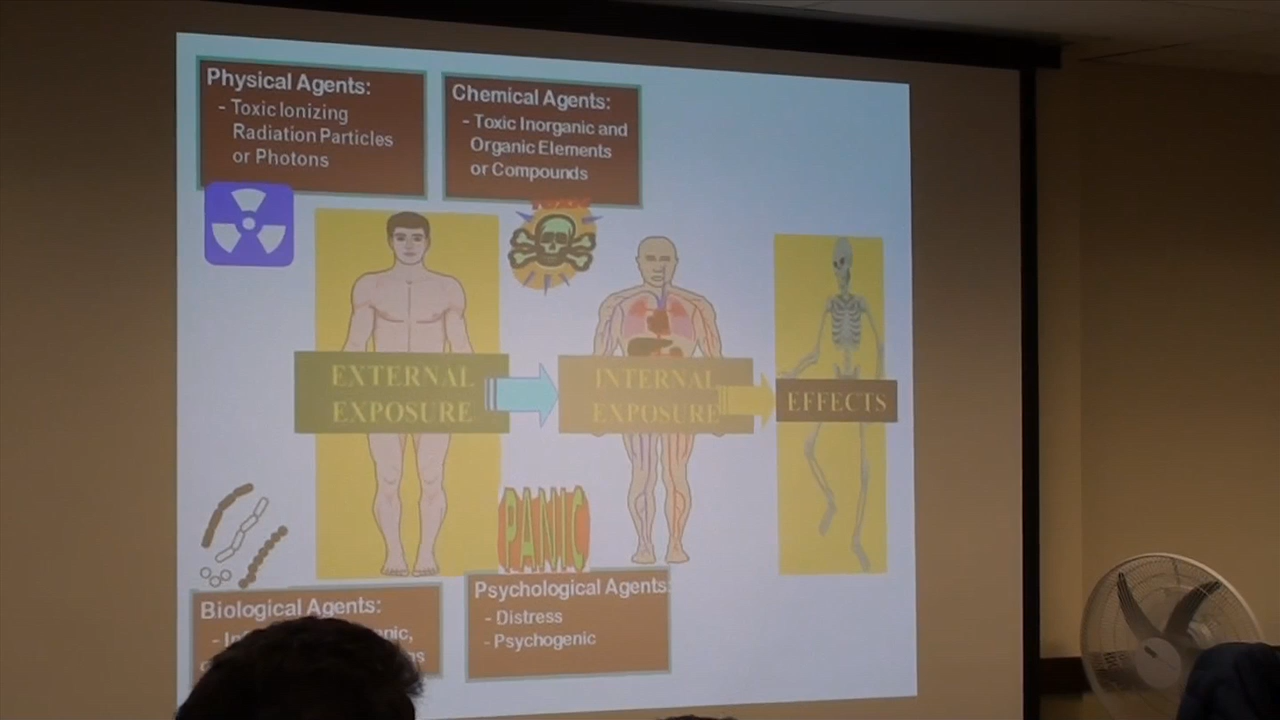 Physical Agents:
- Toxic Ionizing
Radiation Particles
or Photons
Chemical Agents:
- Toxic Inorganic and
Organic Elements
or Compounds
EXTERNAL
EXPOSURE
INTERNAL
EXPOSURE
EFFECTS
PANIC
Biological Agents:
Psychological Agents:
- Distress
- Psychogenic